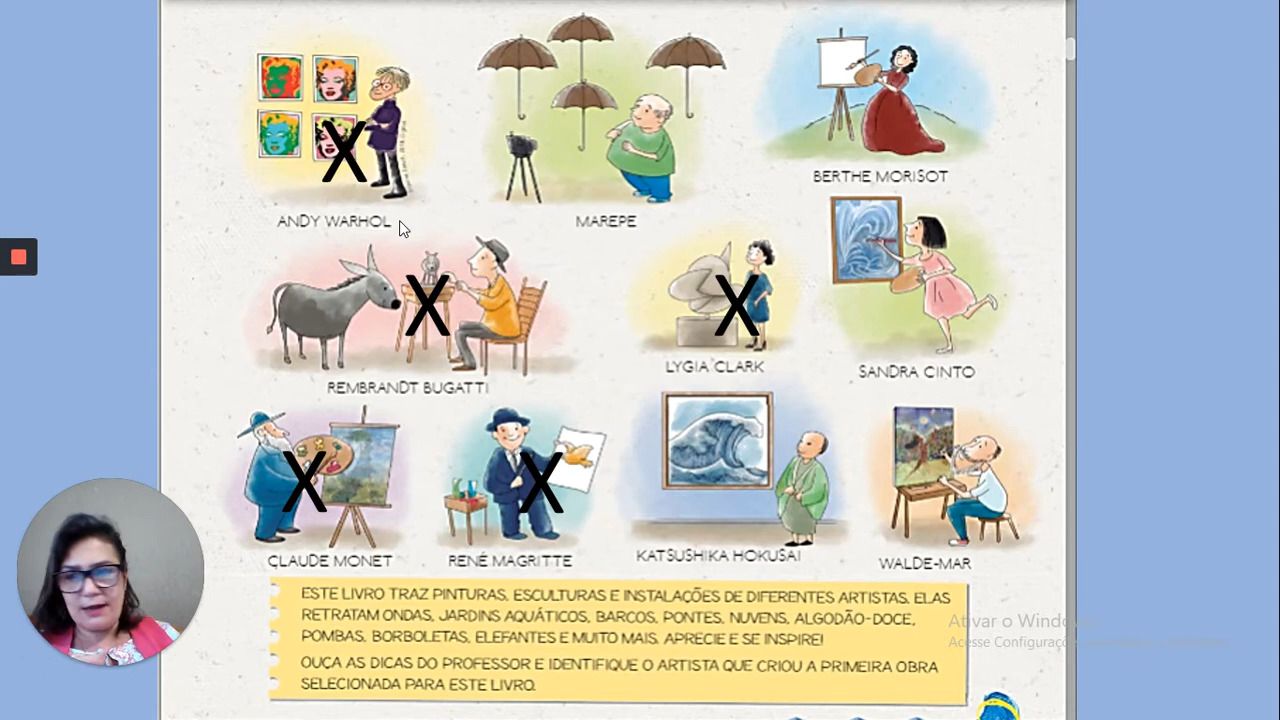 BERTHE MORISOT
ANDY WARHOL
MAREPE
REMBRANDT BUGATTI
LYGIA CLARK
SANDRA CINTO
CLAUDE MONET
RENÉ MAGRITTE
KATSUSHIKA HOKUSAI
WALDE-MAR
ESTE LIVRO TRAZ PINTURAS, ESCULTURAS E INSTALAÇÕES DE DIFERENTES ARTISTAS. ELAS
RETRATAM ONDAS, JARDINS AQUÁTICOS, BARCOS, PONTES, NUVENS, ALGODÃO-DOCE,
POMBAS, BORBOLETAS, ELEFANTES E MUITO MAIS. APRECIE E SE INSPIRE!
OUÇA AS DICAS DO PROFESSOR E IDENTIFIQUE O ARTISTA QUE CRIOU A PRIMEIRA OBRA
SELECIONADA PARA ESTE LIVRO.
Ativar o Windows
Acesse
X
X
X
X
X